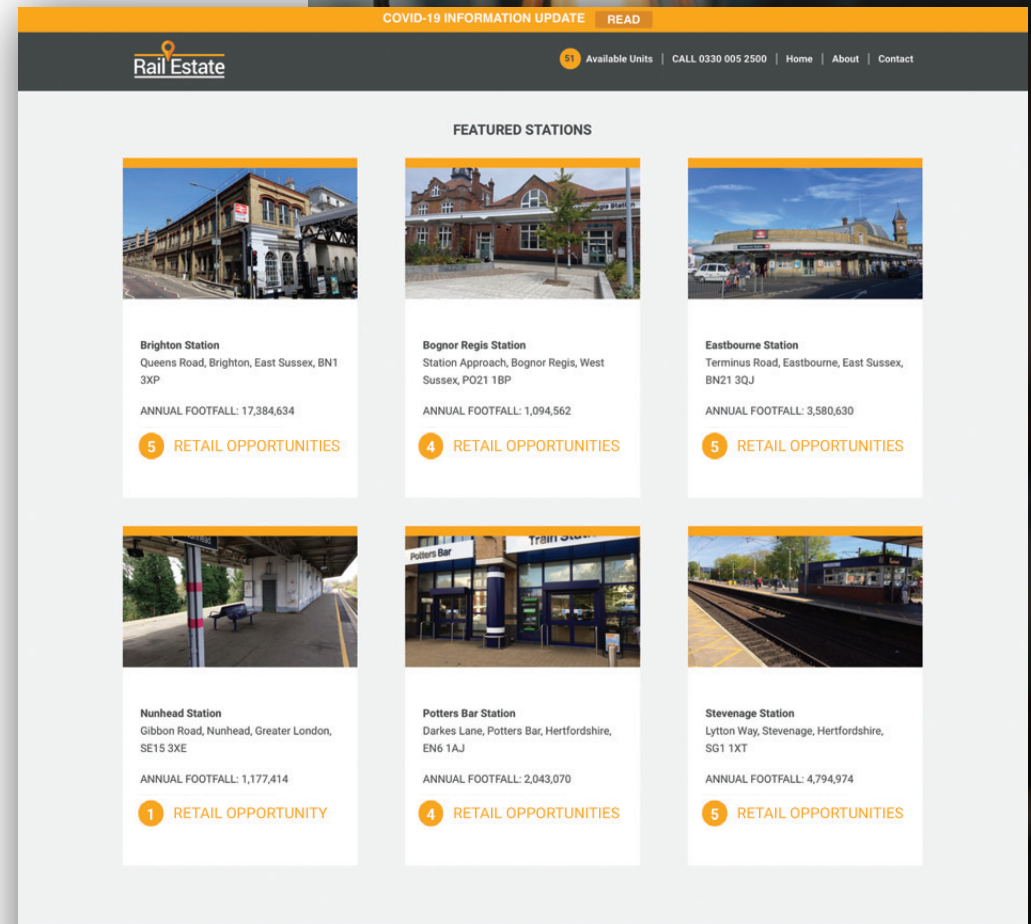 COVID-19 INFORMATION UPDATE READ
Rail Estate
51 Available Units | CALL 0330 005 2500 | Home | About | Contact
FEATURED STATIONS
Brighton Station
Queens Road, Brighton, East Sussex, BN1
3XP
ANNUAL FOOTFALL: 17,384,634
5 RETAIL OPPORTUNITIES
Bognor Regis Station
Station Approach, Bognor Regis, West
Sussex, PO21 1BP
ANNUAL FOOTFALL: 1,094,562
4 RETAIL OPPORTUNITIES
Eastbourne Station
Terminus Road, Eastbourne, East Sussex,
BN21 3QJ
ANNUAL FOOTFALL: 3,580,630
5 RETAIL OPPORTUNITIES
Potters Bar
Train
Nunhead Station
Gibbon Road, Nunhead, Greater London,
SE15 3XE
ANNUAL FOOTFALL: 1,177,414
1 RETAIL OPPORTUNITY
Potters Bar Station
Darkes Lane, Potters Bar, Hertfordshire,
EN6 1AJ
ANNUAL FOOTFALL: 2,043,070
4 RETAIL OPPORTUNITIES
Stevenage Station
Lytton Way, Stevenage, Hertfordshire,
SG1 1XT
ANNUAL FOOTFALL: 4,794,974
5 RETAIL OPPORTUNITIES